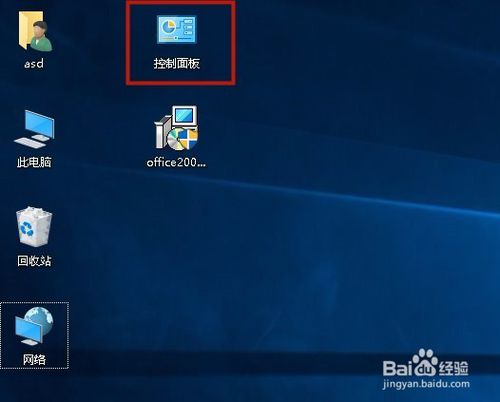 asd
控制面板
此电脑
office200...
回收站
网络
Baidu经验
jingyan.baidu.com